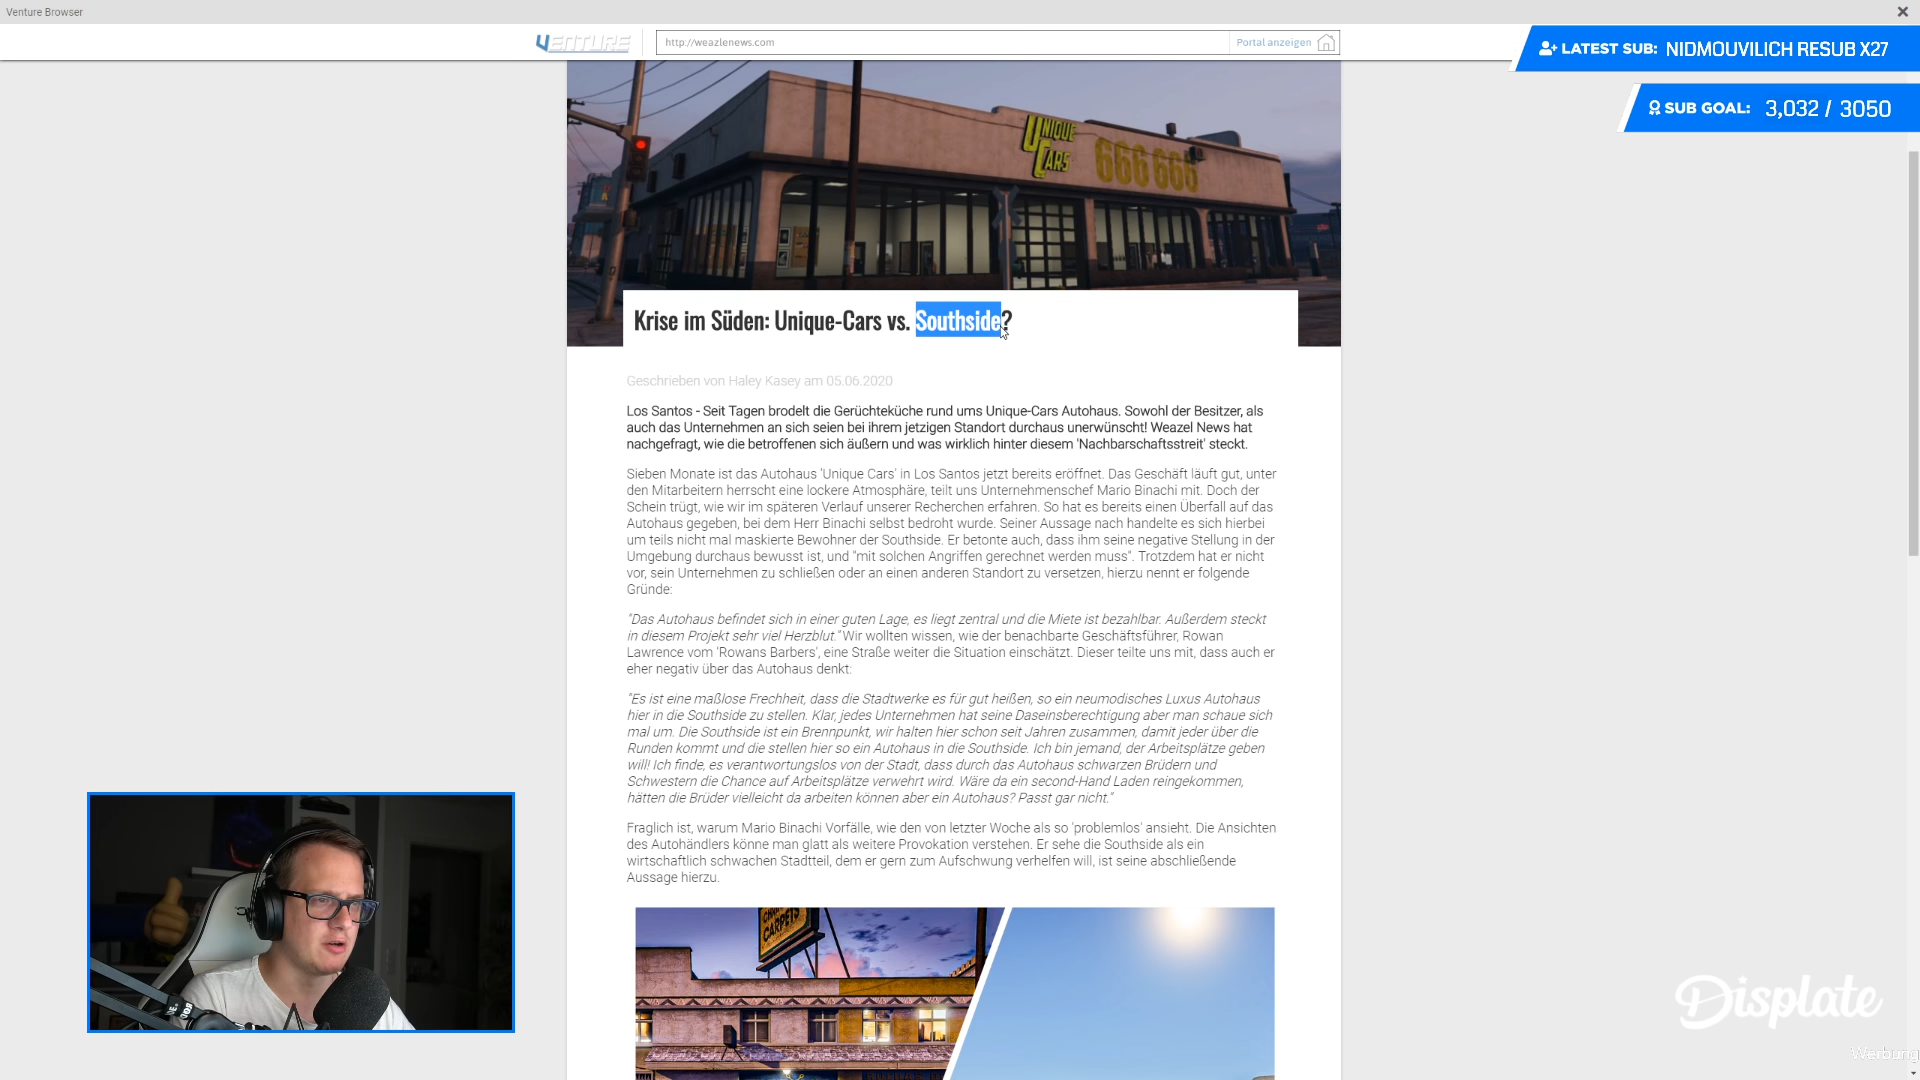 Venture Browser
VENTURE
http://weazlenews.com
Portal anzeigen
LATEST SUB: NIDMOUVILICH RESUB X27
SUB GOAL: 3,032 / 3050
UNIQUE CARS
666 666
Krise im Süden: Unique-Cars vs. Southside?
Geschrieben von Haley Kasey am 05.06.2020
Los Santos - Seit Tagen brodelt die Gerüchteküche rund ums Unique-Cars Autohaus. Sowohl der Besitzer, als
auch das Unternehmen an sich seien bei ihrem jetzigen Standort durchaus unerwünscht! Weazel News hat
nachgefragt, wie die betroffenen sich äußern und was wirklich hinter diesem 'Nachbarschaftsstreit' steckt.
Sieben Monate ist das Autohaus 'Unique Cars' in Los Santos jetzt bereits eröffnet. Das Geschäft läuft gut, unter
den Mitarbeitern herrscht eine lockere Atmosphäre, teilt uns Unternehmenschef Mario Binachi mit. Doch der
Schein trügt, wie wir im späteren Verlauf unserer Recherchen erfahren. So hat es bereits einen Überfall auf das
Autohaus gegeben, bei dem Herr Binachi selbst bedroht wurde. Seiner Aussage nach handelte es sich hierbei
um teils nicht mal maskierte Bewohner der Southside. Er betonte auch, dass ihm seine negative Stellung in der
Umgebung durchaus bewusst ist, und "mit solchen Angriffen gerechnet werden muss". Trotzdem hat er nicht
vor, sein Unternehmen zu schließen oder an einen anderen Standort zu versetzen, hierzu nennt er folgende
Gründe:
"Das Autohaus befindet sich in einer guten Lage, es liegt zentral und die Miete ist bezahlbar. Außerdem steckt
in diesem Projekt sehr viel Herzblut." Wir wollten wissen, wie der benachbarte Geschäftsführer, Rowan
Lawrence vom 'Rowans Barbers', eine Straße weiter die Situation einschätzt. Dieser teilte uns mit, dass auch er
eher negativ über das Autohaus denkt:
"Es ist eine maßlose Frechheit, dass die Stadtwerke es für gut heißen, so ein neumodisches Luxus Autohaus
hier in die Southside zu stellen. Klar, jedes Unternehmen hat seine Daseinsberechtigung aber man schaue sich
mal um. Die Southside ist ein Brennpunkt, wir halten hier schon seit Jahren zusammen, damit jeder über die
Runden kommt und die stellen hier so ein Autohaus in die Southside. Ich bin jemand, der Arbeitsplätze geben
will! Ich finde, es verantwortungslos von der Stadt, dass durch das Autohaus schwarzen Brüdern und
Schwestern die Chance auf Arbeitsplätze verwehrt wird. Wäre da ein second-Hand Laden reingekommen,
hätten die Brüder vielleicht da arbeiten können aber ein Autohaus? Passt gar nicht."
Fraglich ist, warum Mario Binachi Vorfälle, wie den von letzter Woche als so 'problemlos' ansieht. Die Ansichten
des Autohändlers könne man glatt als weitere Provokation verstehen. Er sehe die Southside als ein
wirtschaftlich schwachen Stadtteil, dem er gern zum Aufschwung verhelfen will, ist seine abschließende
Aussage hierzu.
CARPETS
Displate
Werbung